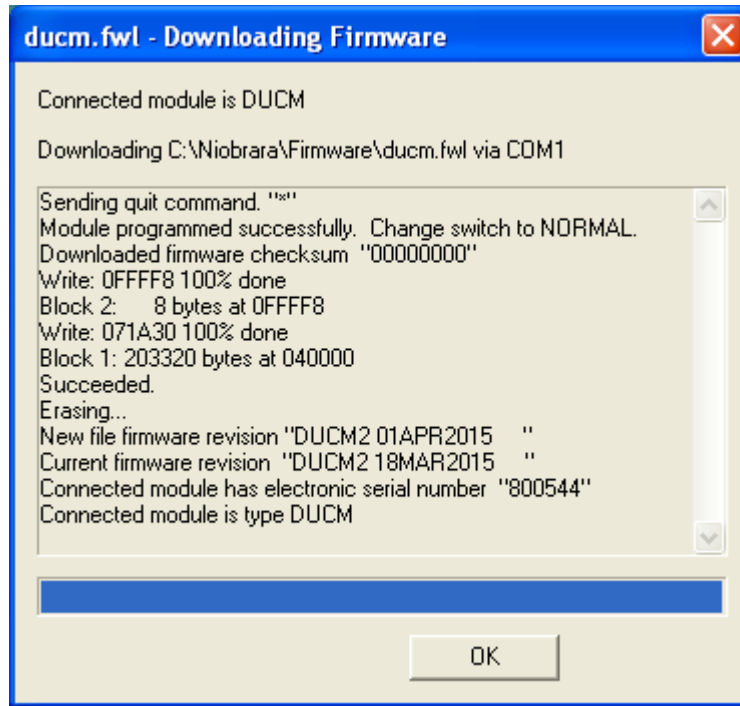 ducm.fwl - Downloading Firmware
Connected module is DUCM
Downloading C:\Niobrara\Firmware\ducm.fwl via COM1
Sending quit command. "*"
Module programmed successfully.  Change switch to NORMAL.
Downloaded firmware checksum  "00000000"
Write: 0FFFF8 100% done
Block 2:      8 bytes at 0FFFF8
Write: 071A30 100% done
Block 1: 203320 bytes at 040000
Succeeded.
Erasing...
New file firmware revision "DUCM2 01APR2015     "
Current firmware revision  "DUCM2 18MAR2015     "
Connected module has electronic serial number  "800544"
Connected module is type DUCM
OK